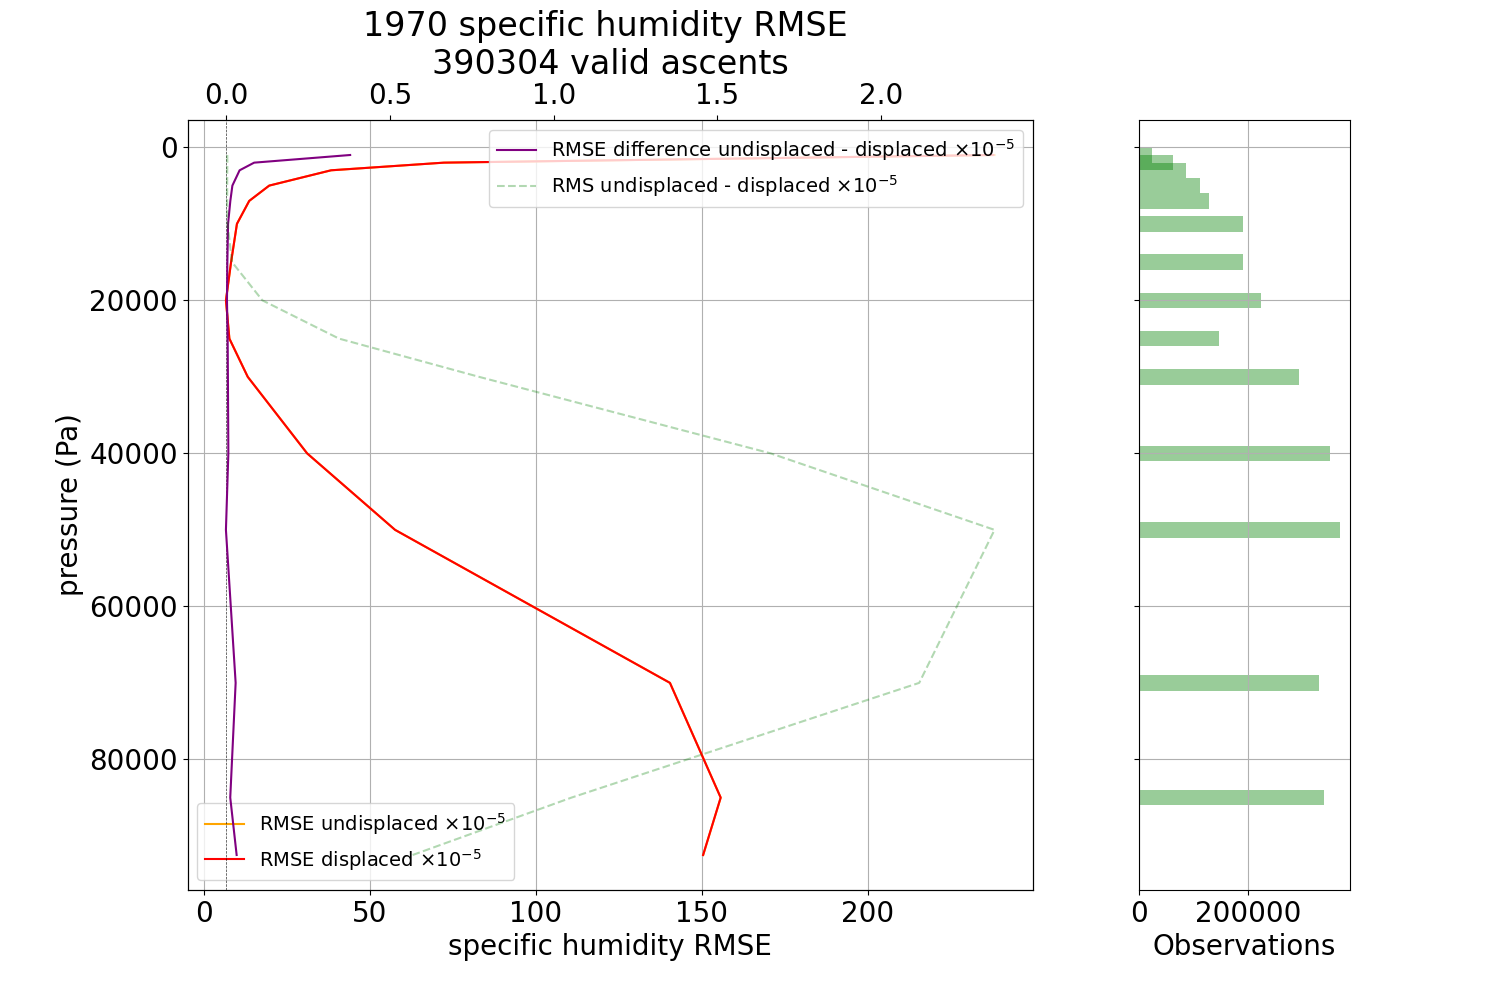 1970 specific humidity RMSE
390304 valid ascents
0.0 0.5 1.0 1.5 2.0
RMSE difference undisplaced - displaced ×10⁻⁵
RMS undisplaced - displaced ×10⁻⁵
0
20000
40000
60000
80000
pressure (Pa)
RMSE undisplaced ×10⁻⁵
RMSE displaced ×10⁻⁵
0 50 100 150 200
specific humidity RMSE
0 200000
Observations